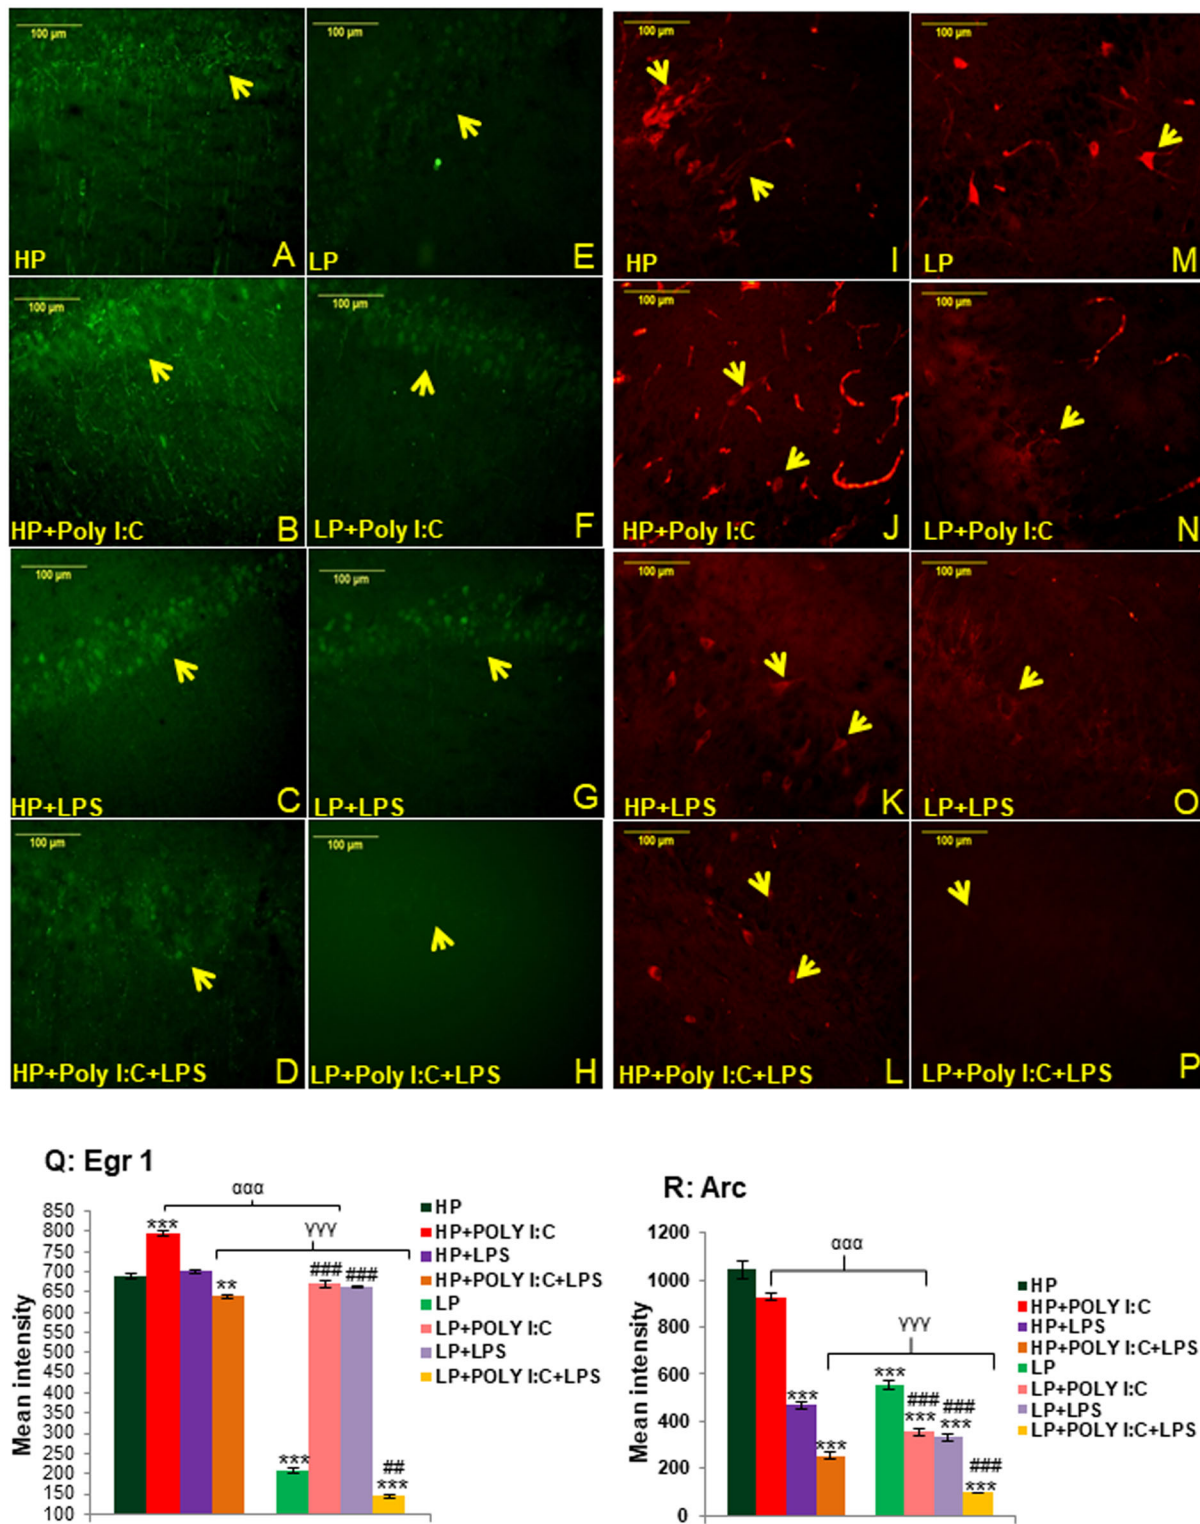 100 µm
100 µm
100 µm
100 µm
HP A
LP E
HP I
LP M
100 µm
100 µm
100 µm
100 µm
HP+Poly I:C B
LP+Poly I:C F
HP+Poly I:C J
LP+Poly I:C N
100 µm
100 µm
100 µm
100 µm
HP+LPS C
LP+LPS G
HP+LPS K
LP+LPS O
100 µm
100 µm
100 µm
100 µm
HP+Poly I:C+LPS D
LP+Poly I:C+LPS H
HP+Poly I:C+LPS L
LP+Poly I:C+LPS P
Q: Egr 1
Mean intensity
850
800
750
700
650
600
550
500
450
400
350
300
250
200
150
100
ααα
γγγ
***
**
***
###
###
##
***
HP
HP+POLY I:C
HP+LPS
HP+POLY I:C+LPS
LP
LP+POLY I:C
LP+LPS
LP+POLY I:C+LPS
R: Arc
Mean intensity
1200
1000
800
600
400
200
0
ααα
γγγ
***
***
***
###
***
###
***
###
***
HP
HP+POLY I:C
HP+LPS
HP+POLY I:C+LPS
LP
LP+POLY I:C
LP+LPS
LP+POLY I:C+LPS